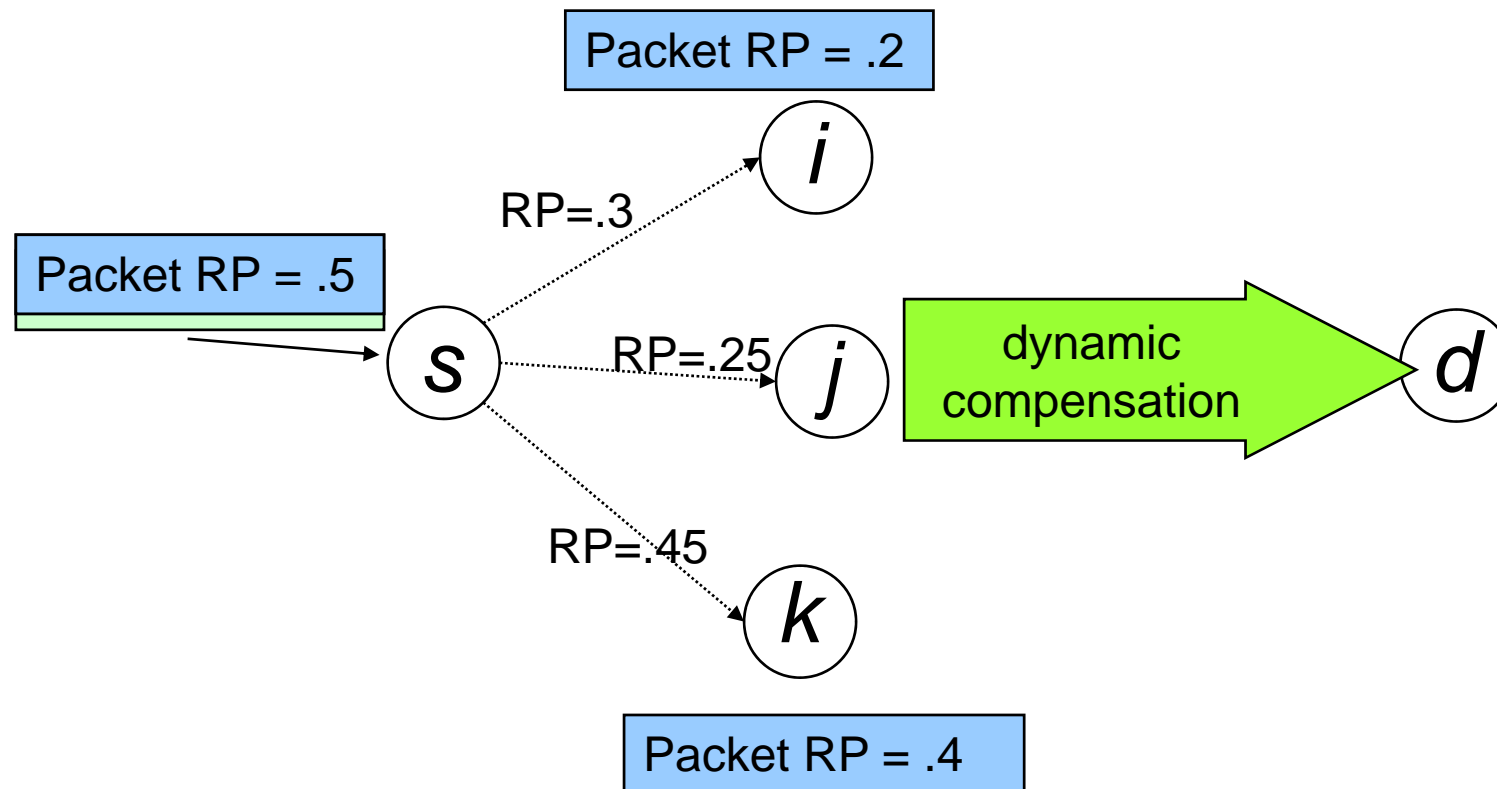 Packet RP = .2
i
RP=.3
Packet RP = .5
s
RP=.25
j
dynamic
compensation
d
RP=.45
k
Packet RP = .4